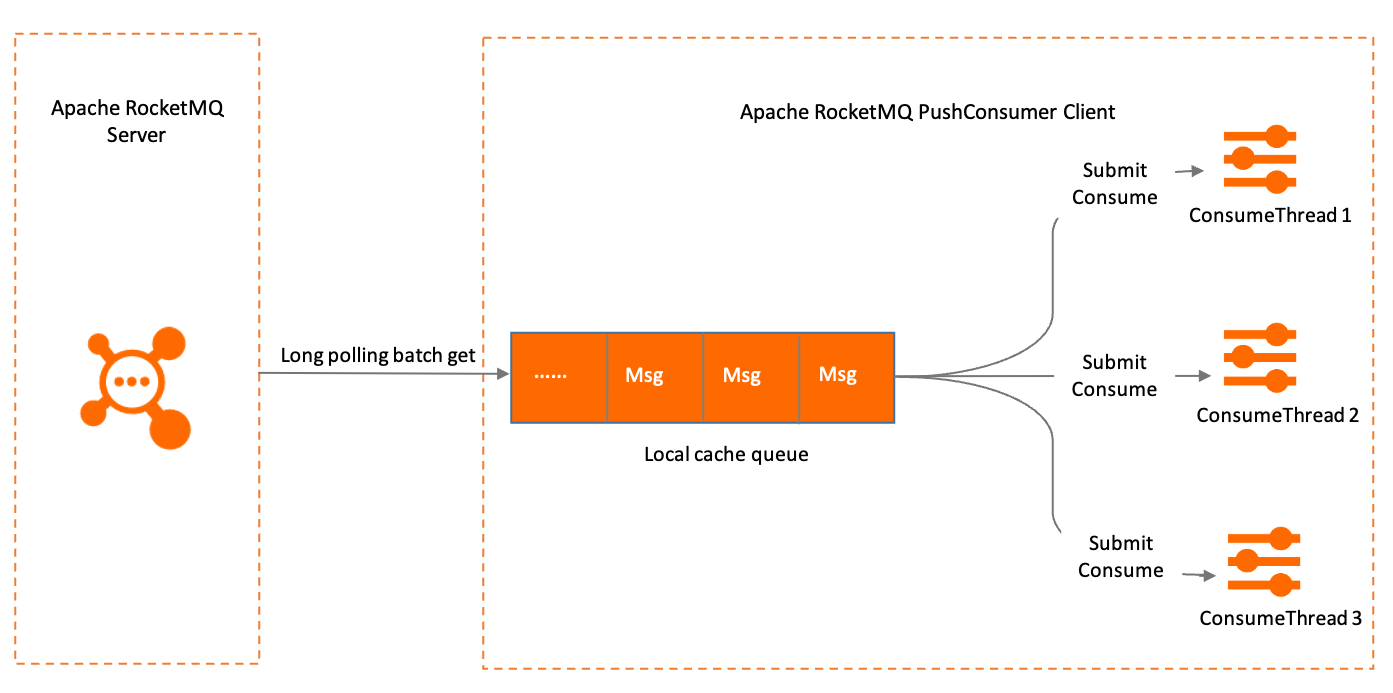 Apache RocketMQ
Server
Apache RocketMQ PushConsumer Client
Submit
Consume
ConsumeThread 1
Long polling batch get
......
Msg
Msg
Msg
Submit
Consume
ConsumeThread 2
Local cache queue
Submit
Consume
ConsumeThread 3